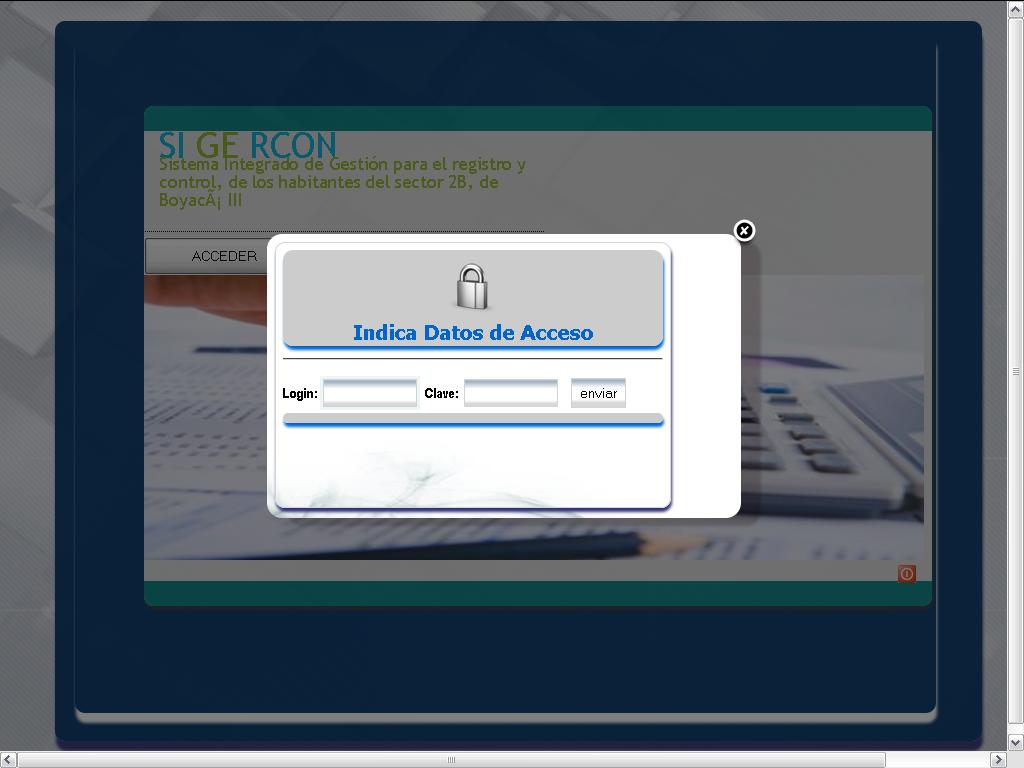 SI GE RCON
Sistema Integrado de Gestión para el registro y
control, de los habitantes del sector 2B, de
BoyacÃ¡ III
ACCEDER
Indica Datos de Acceso
Login: Clave: enviar